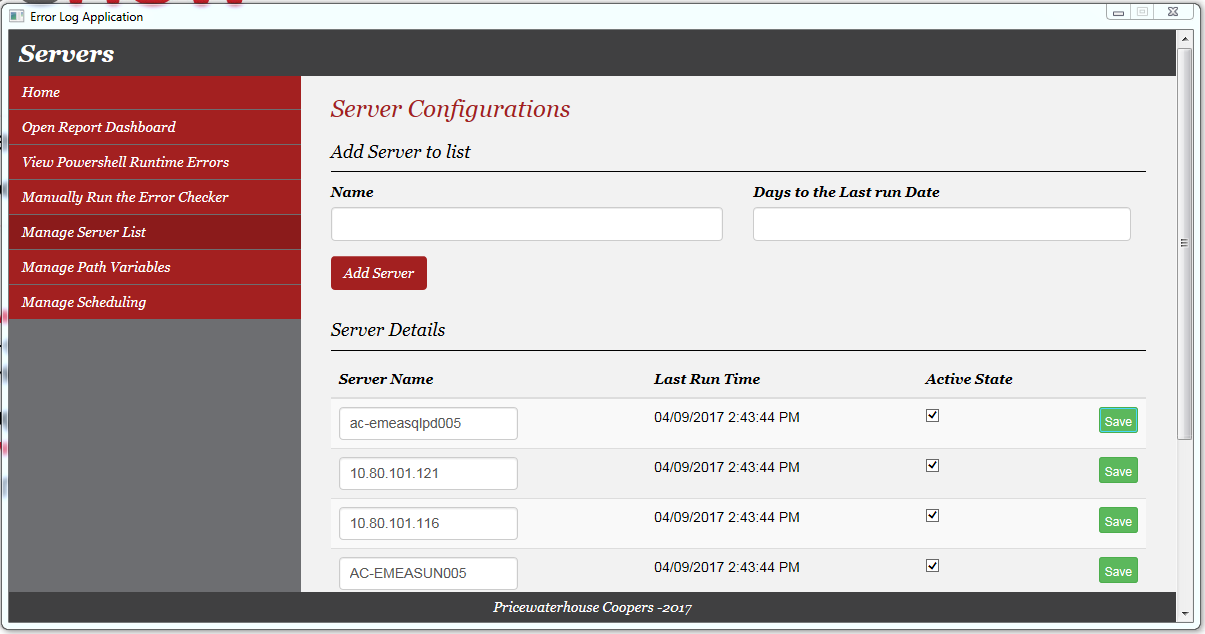 Error Log Application
Servers
Home
Open Report Dashboard
View Powershell Runtime Errors
Manually Run the Error Checker
Manage Server List
Manage Path Variables
Manage Scheduling
Server Configurations
Add Server to list
Name Days to the Last run Date
Add Server
Server Details
Server Name Last Run Time Active State
ac-emeasqlpd005 04/09/2017 2:43:44 PM Save
10.80.101.121 04/09/2017 2:43:44 PM Save
10.80.101.116 04/09/2017 2:43:44 PM Save
AC-EMEASUN005 04/09/2017 2:43:44 PM Save
Pricewaterhouse Coopers -2017